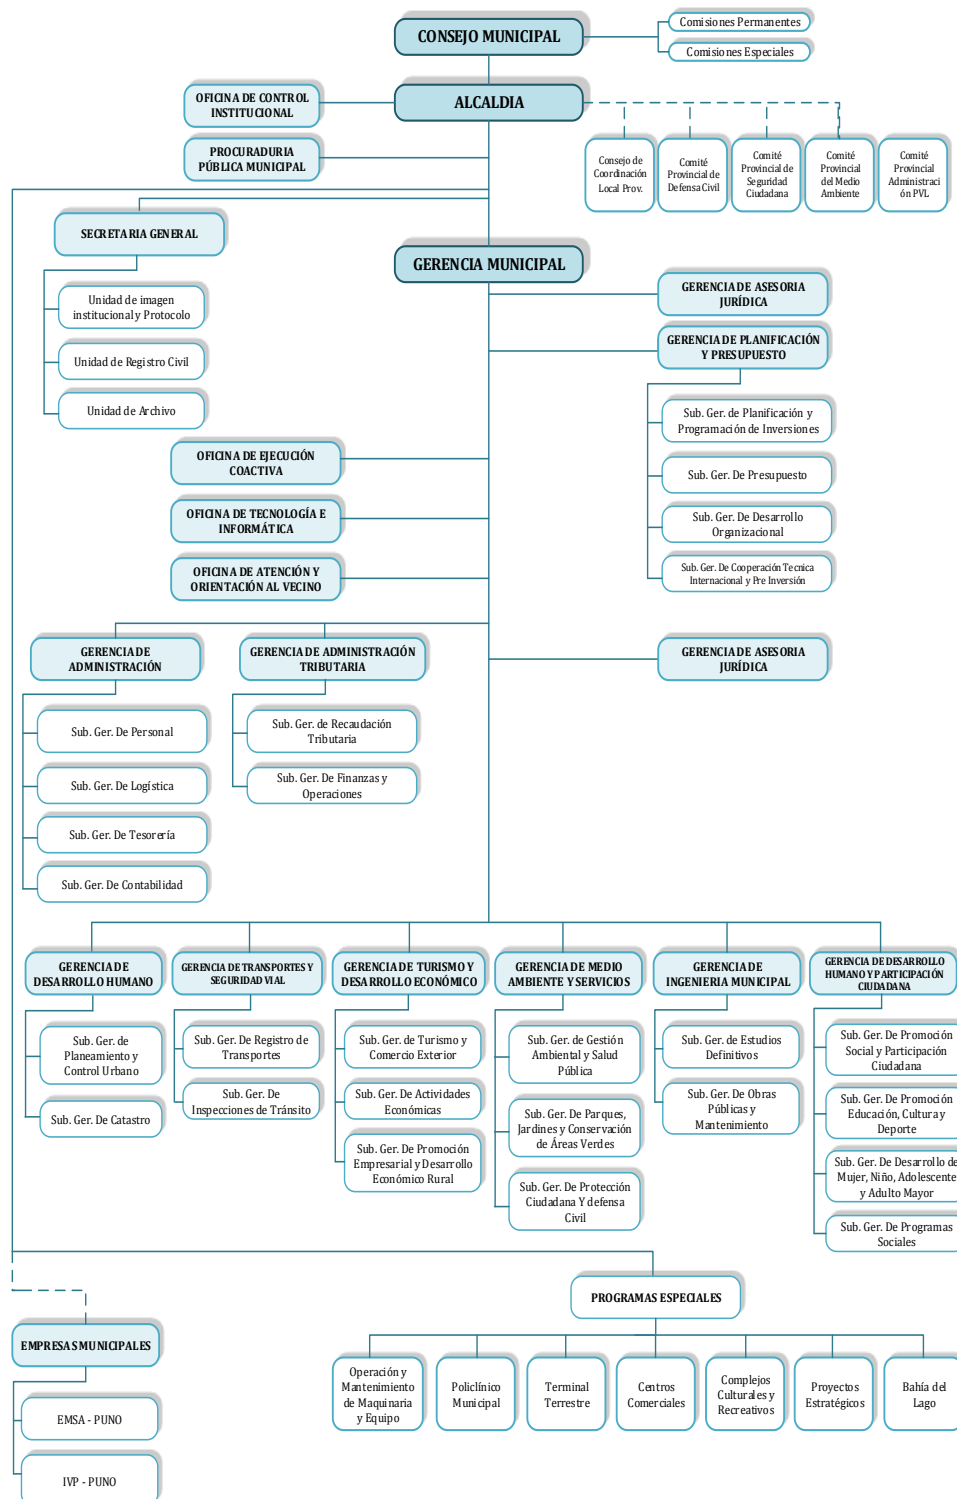 CONSEJO MUNICIPAL
Comisiones Permanentes
Comisiones Especiales
ALCALDIA
OFICINA DE CONTROL
INSTITUCIONAL
PROCURADURIA
PÚBLICA MUNICIPAL
Consejo de
Coordinación
Local Prov.
Comité
Provincial de
Defensa Civil
Comité
Provincial de
Seguridad
Ciudadana
Comité
Provincial
del Medio
Ambiente
Comité
Provincial
Administraci
ón PVL
SECRETARIA GENERAL
Unidad de imagen
institucional y Protocolo
Unidad de Registro Civil
Unidad de Archivo
GERENCIA MUNICIPAL
GERENCIA DE ASESORIA
JURÍDICA
GERENCIA DE PLANIFICACIÓN
Y PRESUPUESTO
Sub. Ger. de Planificación y
Programación de Inversiones
Sub. Ger. De Presupuesto
Sub. Ger. De Desarrollo
Organizacional
Sub. Ger. De Cooperación Tecnica
Internacional y Pre Inversión
OFICINA DE EJECUCIÓN
COACTIVA
OFICINA DE TECNOLOGÍA E
INFORMÁTICA
OFICINA DE ATENCIÓN Y
ORIENTACIÓN AL VECINO
GERENCIA DE
ADMINISTRACIÓN
Sub. Ger. De Personal
Sub. Ger. De Logística
Sub. Ger. De Tesorería
Sub. Ger. De Contabilidad
GERENCIA DE ADMINISTRACIÓN
TRIBUTARIA
Sub. Ger. de Recaudación
Tributaria
Sub. Ger. De Finanzas y
Operaciones
GERENCIA DE ASESORIA
JURÍDICA
GERENCIA DE
DESARROLLO HUMANO
Sub. Ger. de
Planeamiento y
Control Urbano
Sub. Ger. De Catastro
GERENCIA DE TRANSPORTES Y
SEGURIDAD VIAL
Sub. Ger. De Registro de
Transportes
Sub. Ger. De
Inspecciones de Tránsito
GERENCIA DE TURISMO Y
DESARROLLO ECONÓMICO
Sub. Ger. de Turismo y
Comercio Exterior
Sub. Ger. De Actividades
Económicas
Sub. Ger. De Promoción
Empresarial y Desarrollo
Económico Rural
GERENCIA DE MEDIO
AMBIENTE Y SERVICIOS
Sub. Ger. de Gestión
Ambiental y Salud
Pública
Sub. Ger. De Parques,
Jardines y Conservación
de Áreas Verdes
Sub. Ger. De Protección
Ciudadana Y defensa
Civil
GERENCIA DE
INGENIERIA MUNICIPAL
Sub. Ger. de Estudios
Definitivos
Sub. Ger. De Obras
Públicas y
Mantenimiento
GERENCIA DE DESARROLLO
HUMANO Y PARTICIPACIÓN
CIUDADANA
Sub. Ger. De Promoción
Social y Participación
Ciudadana
Sub. Ger. De Promoción
Educación, Cultura y
Deporte
Sub. Ger. De Desarrollo de
Mujer, Niño, Adolescente
y Adulto Mayor
Sub. Ger. De Programas
Sociales
PROGRAMAS ESPECIALES
Operación y
Mantenimiento
de Maquinaria
y Equipo
Policlínico
Municipal
Terminal
Terrestre
Centros
Comerciales
Complejos
Culturales y
Recreativos
Proyectos
Estratégicos
Bahía del
Lago
EMPRESAS MUNICIPALES
EMSA - PUNO
IVP - PUNO